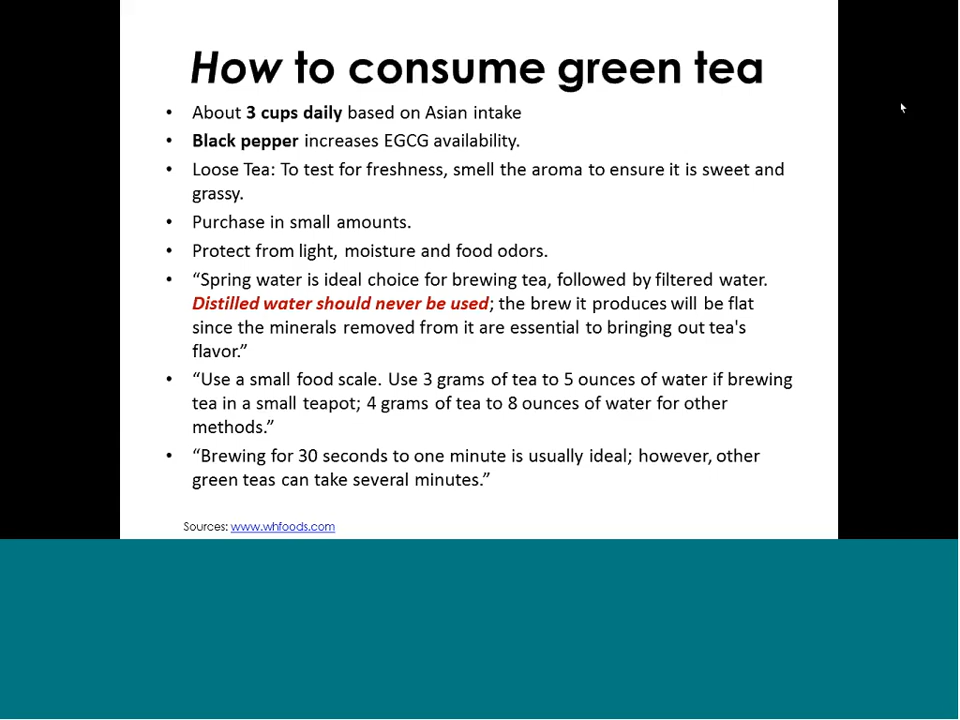 How to consume green tea
• About 3 cups daily based on Asian intake
• Black pepper increases EGCG availability.
• Loose Tea: To test for freshness, smell the aroma to ensure it is sweet and
grassy.
• Purchase in small amounts.
• Protect from light, moisture and food odors.
• “Spring water is ideal choice for brewing tea, followed by filtered water.
Distilled water should never be used; the brew it produces will be flat
since the minerals removed from it are essential to bringing out tea's
flavor.”
• “Use a small food scale. Use 3 grams of tea to 5 ounces of water if brewing
tea in a small teapot; 4 grams of tea to 8 ounces of water for other
methods.”
• “Brewing for 30 seconds to one minute is usually ideal; however, other
green teas can take several minutes.”
Sources: www.whfoods.com